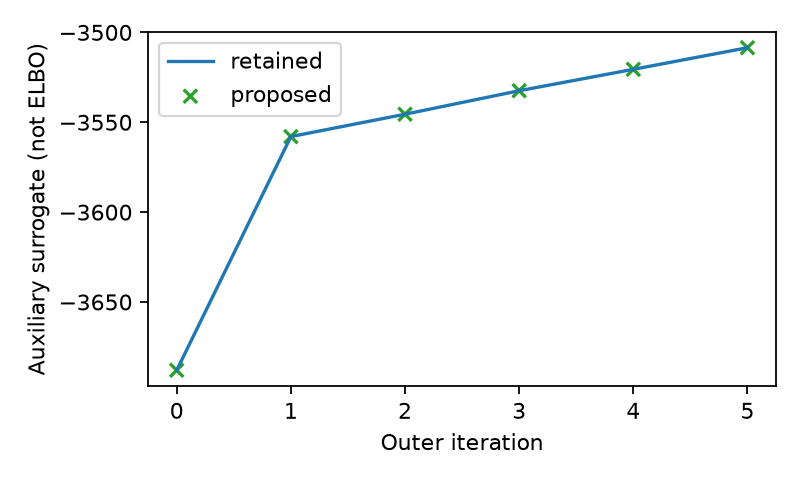 −3500
−3550
−3600
−3650
Auxiliary surrogate (not ELBO)
retained
proposed
0 1 2 3 4 5
Outer iteration